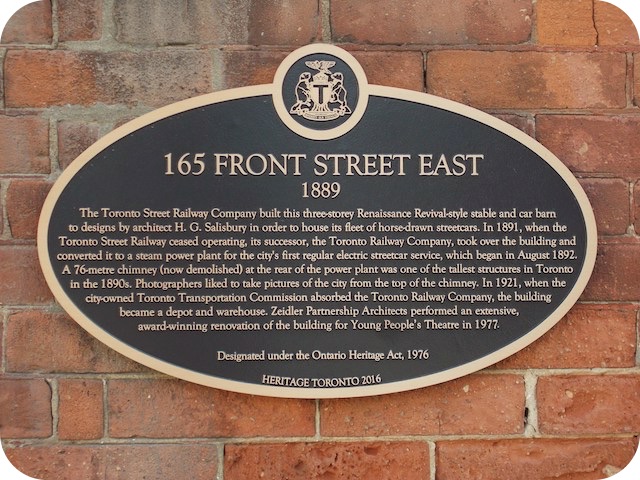 165 FRONT STREET EAST
1889
The Toronto Street Railway Company built this three-storey Renaissance Revival-style stable and car barn
to designs by architect H. G. Salisbury in order to house its fleet of horse-drawn streetcars. In 1891, when the
Toronto Street Railway ceased operating, its successor, the Toronto Railway Company, took over the building and
converted it to a steam power plant for the city's first regular electric streetcar service, which began in August 1892.
A 76-metre chimney (now demolished) at the rear of the power plant was one of the tallest structures in Toronto
in the 1890s. Photographers liked to take pictures of the city from the top of the chimney. In 1921, when the
city-owned Toronto Transportation Commission absorbed the Toronto Railway Company, the building
became a depot and warehouse. Zeidler Partnership Architects performed an extensive,
award-winning renovation of the building for Young People's Theatre in 1977.
Designated under the Ontario Heritage Act, 1976
HERITAGE TORONTO 2016